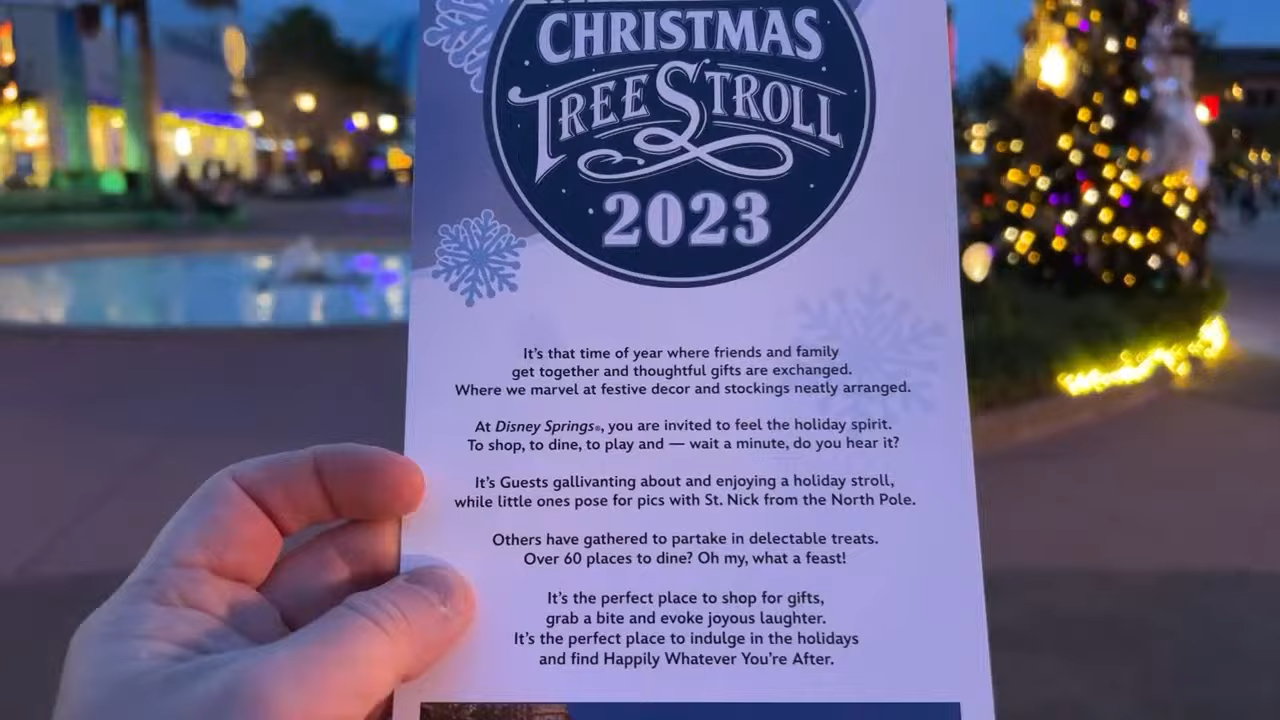 CHRISTMAS
TREE STROLL
2023
It's that time of year where friends and family
get together and thoughtful gifts are exchanged.
Where we marvel at festive decor and stockings neatly arranged.
At Disney Springs®, you are invited to feel the holiday spirit.
To shop, to dine, to play and — wait a minute, do you hear it?
It's Guests gallivanting about and enjoying a holiday stroll,
while little ones pose for pics with St. Nick from the North Pole.
Others have gathered to partake in delectable treats.
Over 60 places to dine? Oh my, what a feast!
It's the perfect place to shop for gifts,
grab a bite and evoke joyous laughter.
It's the perfect place to indulge in the holidays
and find Happily Whatever You're After.